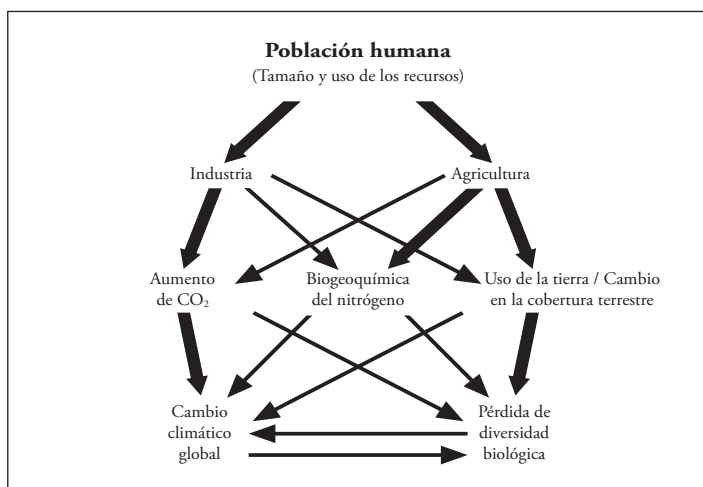 Población humana
(Tamaño y uso de los recursos)
Industria
Agricultura
Aumento
de CO₂
Biogeoquímica
del nitrógeno
Uso de la tierra / Cambio
en la cobertura terrestre
Cambio
climático
global
Pérdida de
diversidad
biológica